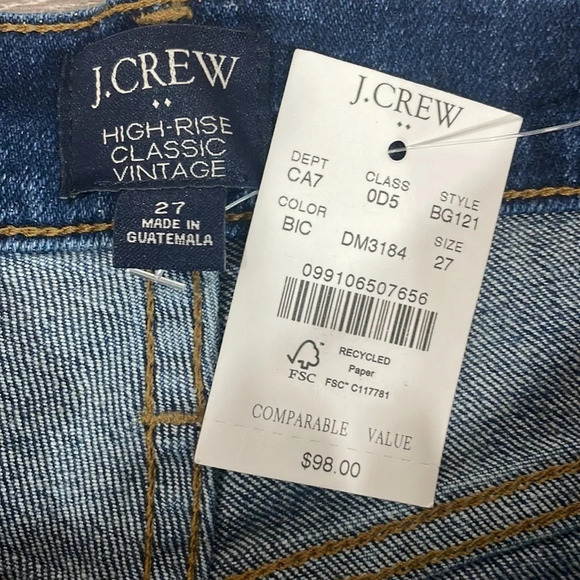 J.CREW
HIGH-RISE
CLASSIC
VINTAGE
27
MADE IN
GUATEMALA
J.CREW
DEPT CLASS STYLE
CA7 0D5 BG121
COLOR SIZE
BIC DM3184 27
099106507656
FSC
RECYCLED
Paper
FSC® C117781
COMPARABLE VALUE
$98.00